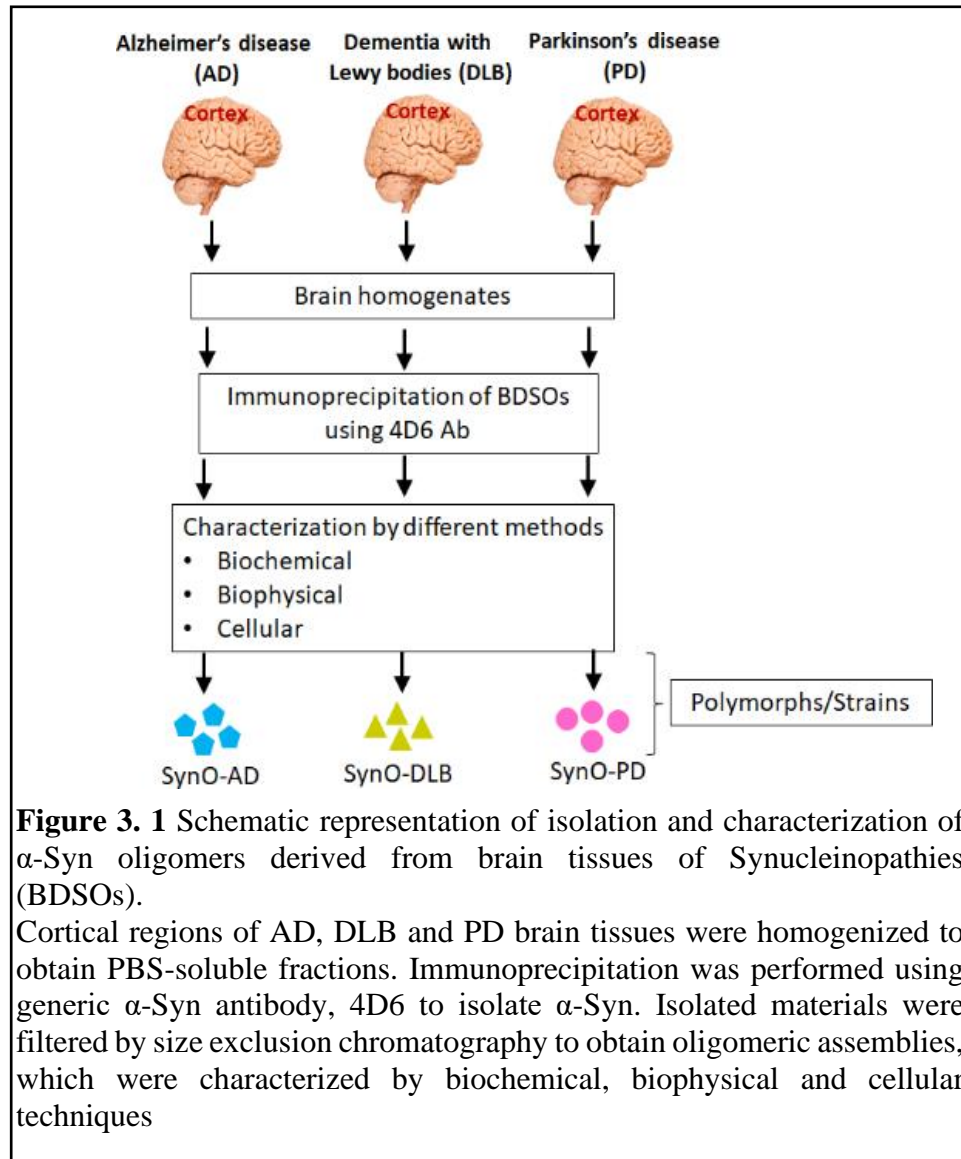 Alzheimer's disease (AD)
Dementia with Lewy bodies (DLB)
Parkinson's disease (PD)
Cortex
Cortex
Cortex
Brain homogenates
Immunoprecipitation of BDSOs
using 4D6 Ab
Characterization by different methods
• Biochemical
• Biophysical
• Cellular
Polymorphs/Strains
SynO-AD
SynO-DLB
SynO-PD
Figure 3. 1 Schematic representation of isolation and characterization of
α-Syn oligomers derived from brain tissues of Synucleinopathies
(BDSOs).
Cortical regions of AD, DLB and PD brain tissues were homogenized to
obtain PBS-soluble fractions. Immunoprecipitation was performed using
generic α-Syn antibody, 4D6 to isolate α-Syn. Isolated materials were
filtered by size exclusion chromatography to obtain oligomeric assemblies,
which were characterized by biochemical, biophysical and cellular
techniques